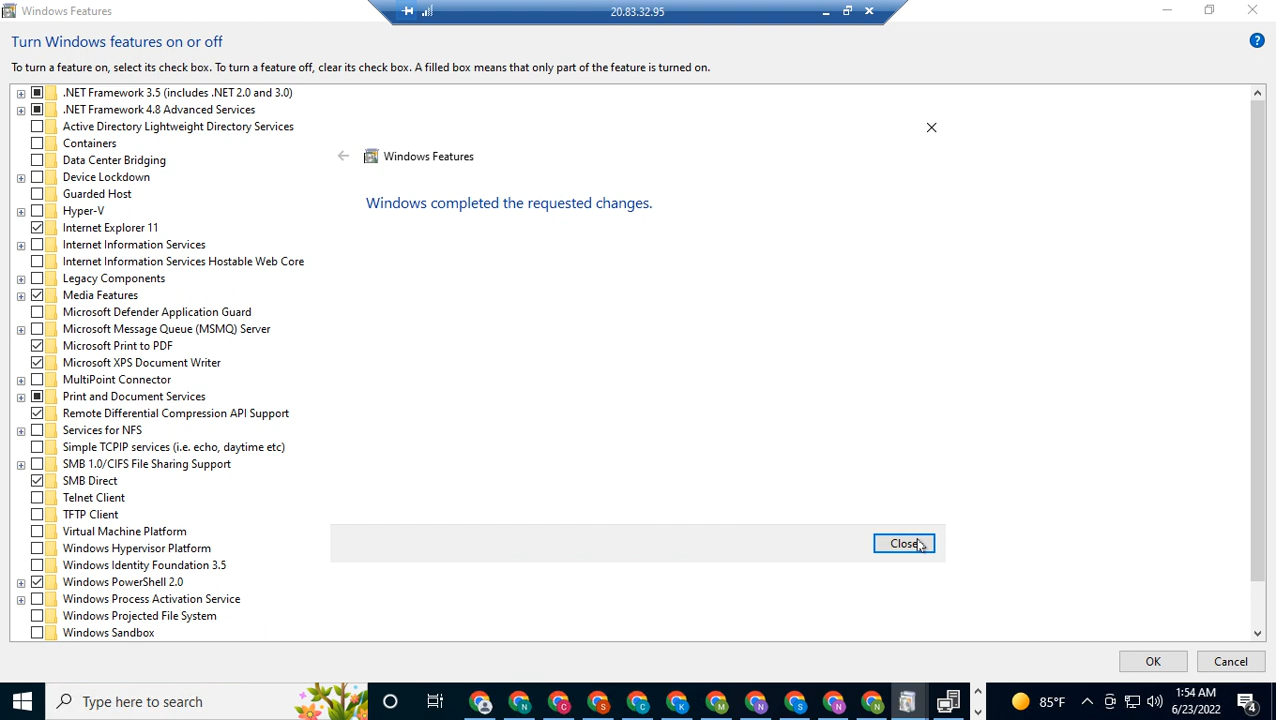 Windows Features
20.83.32.95
Turn Windows features on or off
To turn a feature on, select its check box. To turn a feature off, clear its check box. A filled box means that only part of the feature is turned on.
.NET Framework 3.5 (includes .NET 2.0 and 3.0)
.NET Framework 4.8 Advanced Services
Active Directory Lightweight Directory Services
Containers
Data Center Bridging
Device Lockdown
Guarded Host
Hyper-V
Internet Explorer 11
Internet Information Services
Internet Information Services Hostable Web Core
Legacy Components
Media Features
Microsoft Defender Application Guard
Microsoft Message Queue (MSMQ) Server
Microsoft Print to PDF
Microsoft XPS Document Writer
MultiPoint Connector
Print and Document Services
Remote Differential Compression API Support
Services for NFS
Simple TCPIP services (i.e. echo, daytime etc)
SMB 1.0/CIFS File Sharing Support
SMB Direct
Telnet Client
TFTP Client
Virtual Machine Platform
Windows Hypervisor Platform
Windows Identity Foundation 3.5
Windows PowerShell 2.0
Windows Process Activation Service
Windows Projected File System
Windows Sandbox
Windows Features
Windows completed the requested changes.
Close
OK
Cancel
Type here to search
N
C
S
C
K
M
N
S
N
N
85°F
1:54 AM
6/23/2022
4